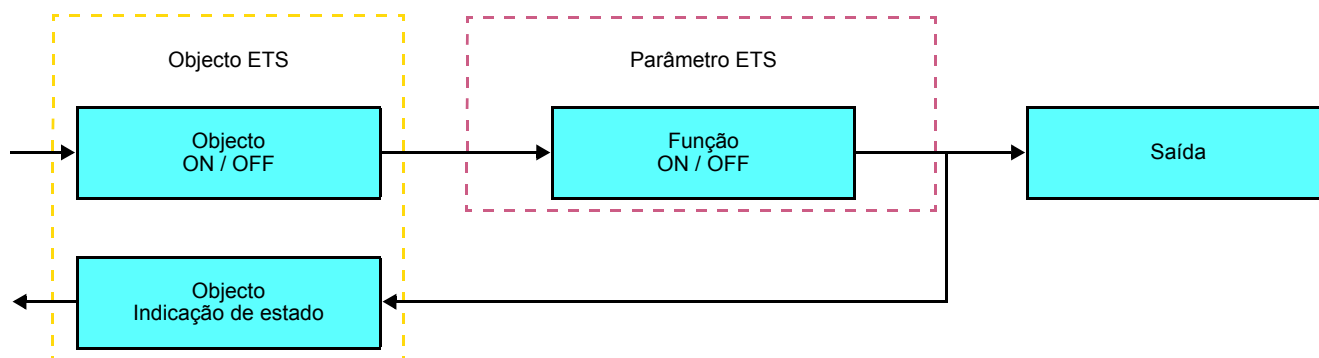 Objecto ETS
Parâmetro ETS
Objecto
ON / OFF
Função
ON / OFF
Saída
Objecto
Indicação de estado